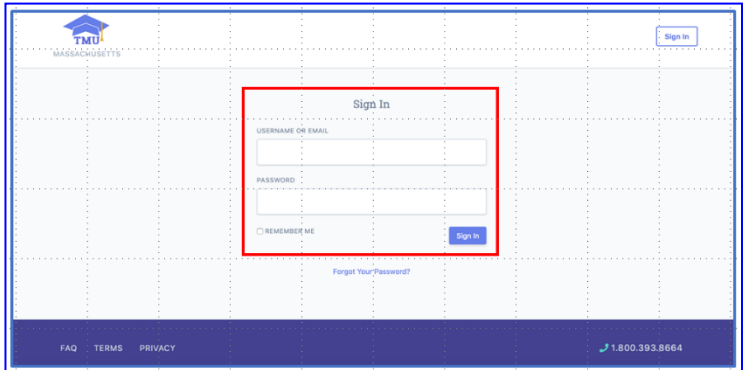 TMU
MASSACHUSETTS
Sign In
Sign In
USERNAME OR EMAIL
PASSWORD
REMEMBER ME
Sign In
Forgot Your Password?
FAQ TERMS PRIVACY
1.800.393.8664